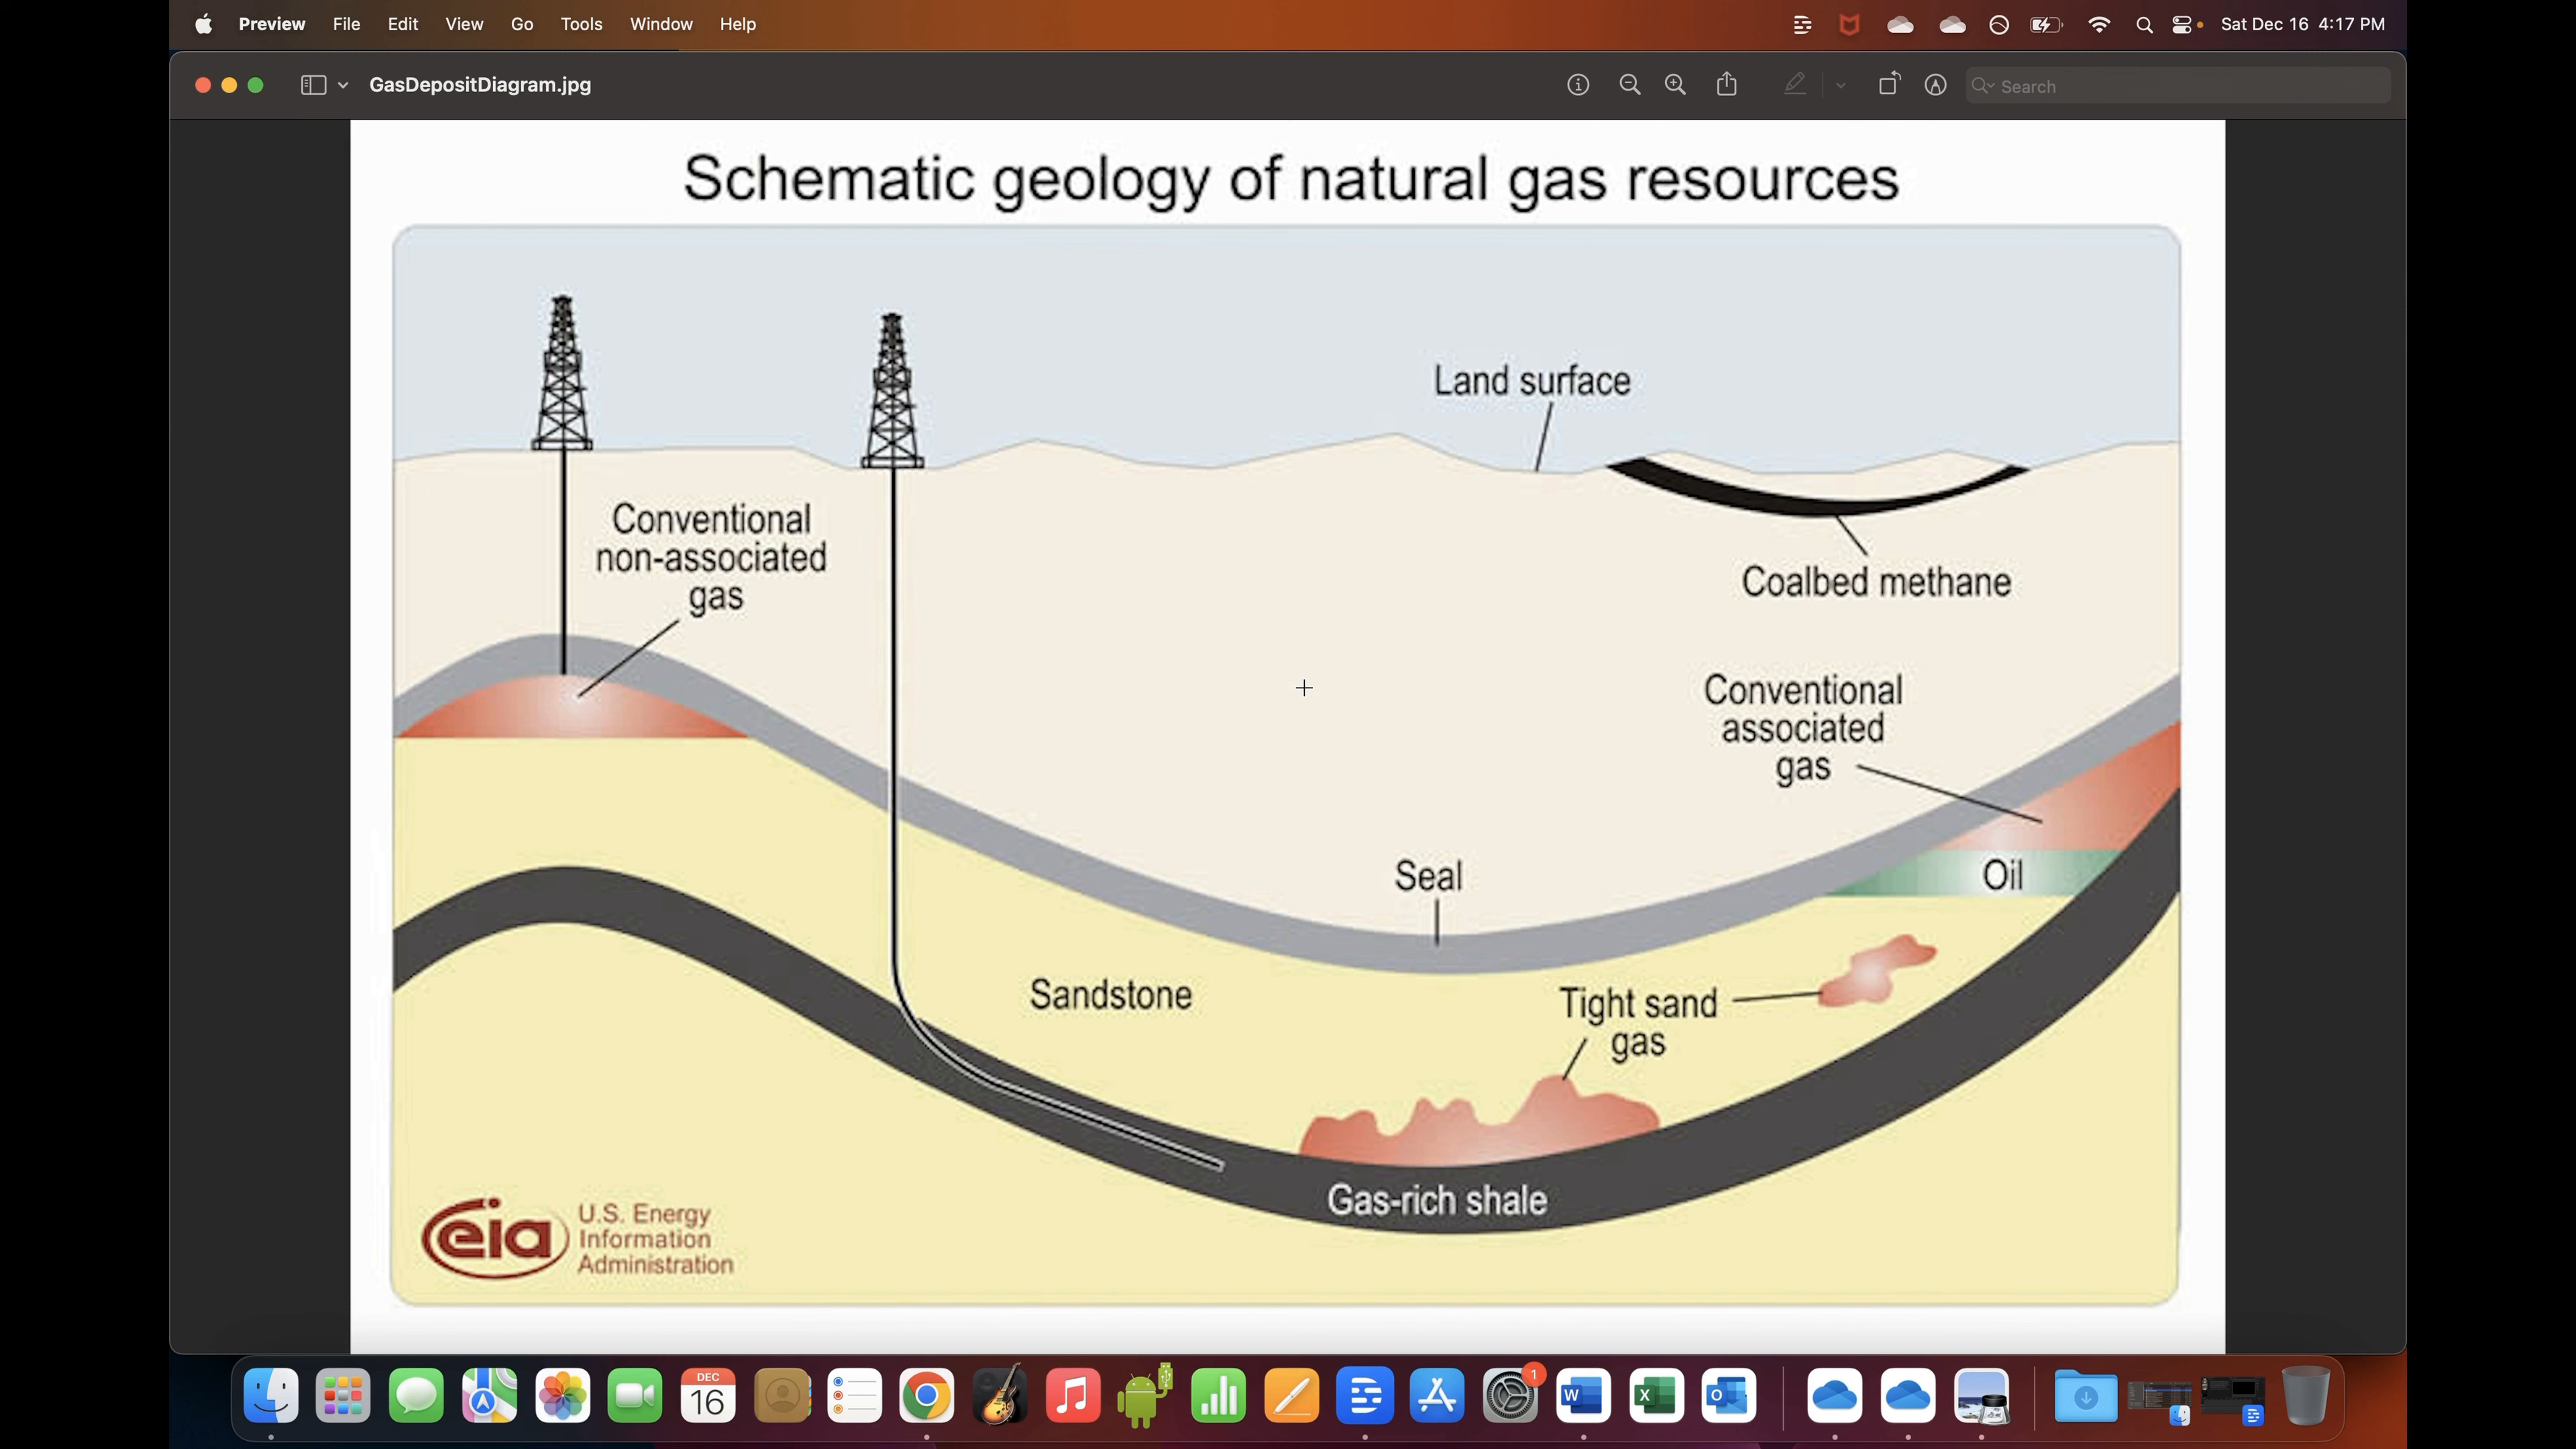 Preview File Edit View Go Tools Window Help
Sat Dec 16 4:17 PM
GasDepositDiagram.jpg
Search
Schematic geology of natural gas resources
Land surface
Conventional
non-associated
gas
Coalbed methane
Conventional
associated
gas
Seal
Oil
Sandstone
Tight sand
gas
Gas-rich shale
eia
U.S. Energy
Information
Administration
DEC
16
1
W
X
O